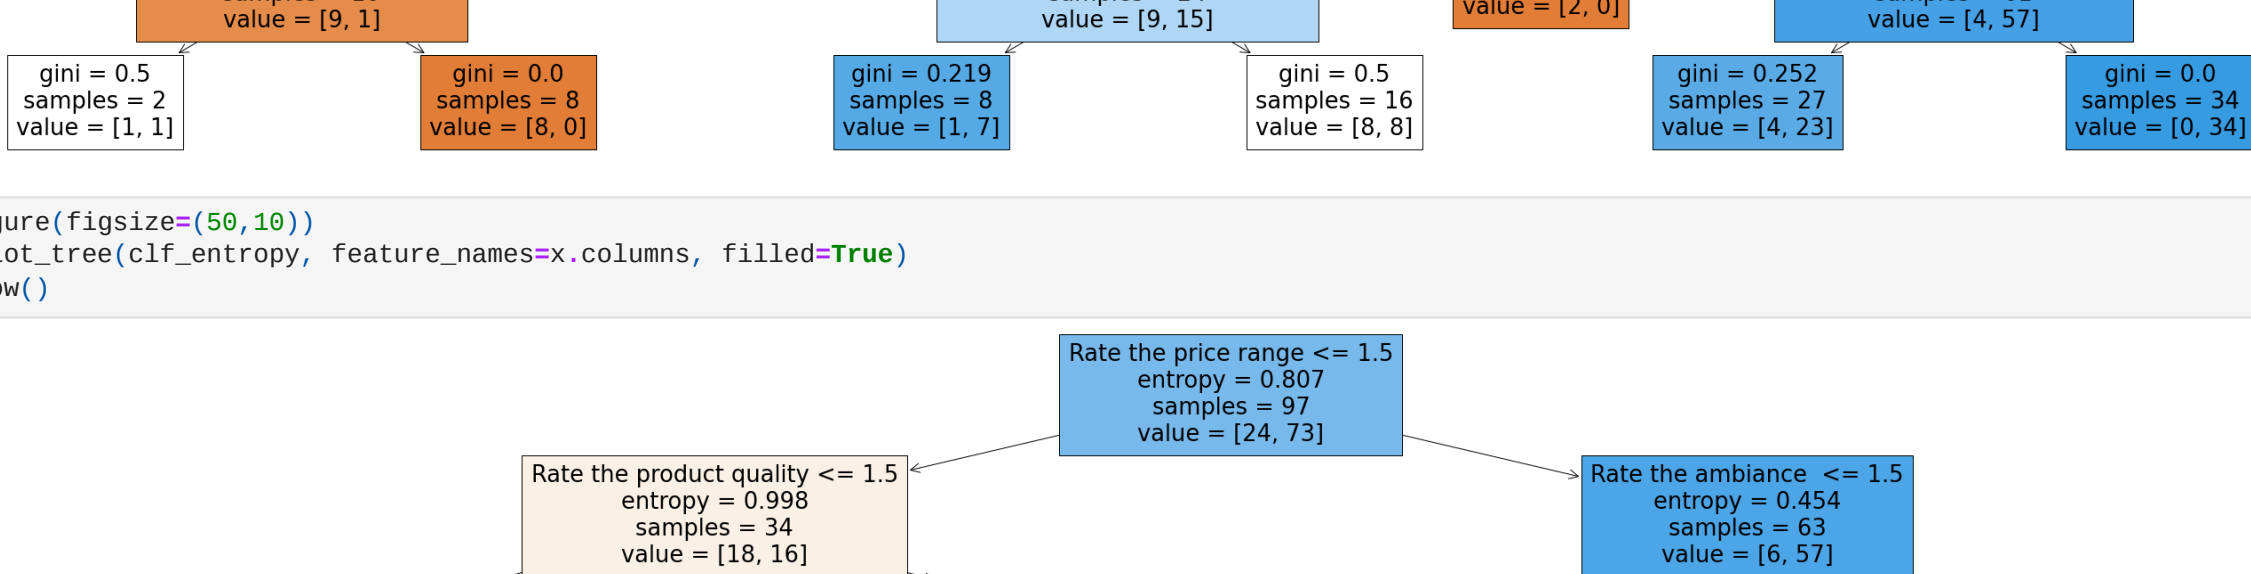 value = [9, 1]
value = [9, 15]
value = [2, 0]
value = [4, 57]
gini = 0.5
samples = 2
value = [1, 1]
gini = 0.0
samples = 8
value = [8, 0]
gini = 0.219
samples = 8
value = [1, 7]
gini = 0.5
samples = 16
value = [8, 8]
gini = 0.252
samples = 27
value = [4, 23]
gini = 0.0
samples = 34
value = [0, 34]
gure(figsize=(50,10))
lot_tree(clf_entropy, feature_names=x.columns, filled=True)
ow()
Rate the price range <= 1.5
entropy = 0.807
samples = 97
value = [24, 73]
Rate the product quality <= 1.5
entropy = 0.998
samples = 34
value = [18, 16]
Rate the ambiance  <= 1.5
entropy = 0.454
samples = 63
value = [6, 57]